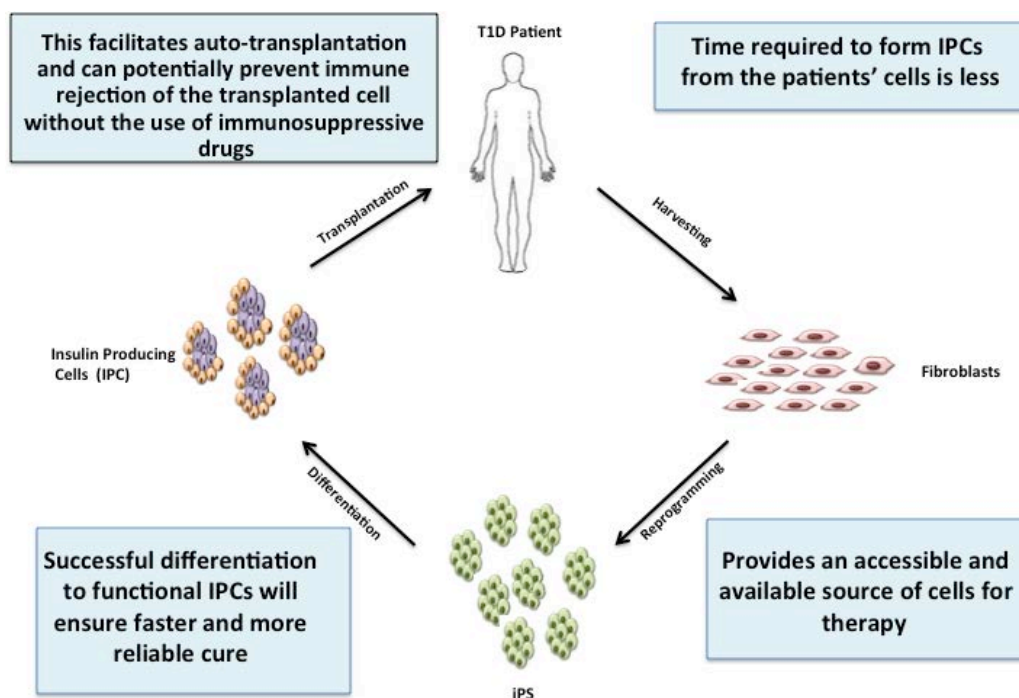 This facilitates auto-transplantation
and can potentially prevent immune
rejection of the transplanted cell
without the use of immunosuppressive
drugs
T1D Patient
Time required to form IPCs
from the patients’ cells is less
Transplantation
Harvesting
Insulin Producing
Cells (IPC)
Fibroblasts
Differentiation
Reprogramming
Successful differentiation
to functional IPCs will
ensure faster and more
reliable cure
Provides an accessible and
available source of cells for
therapy
iPS